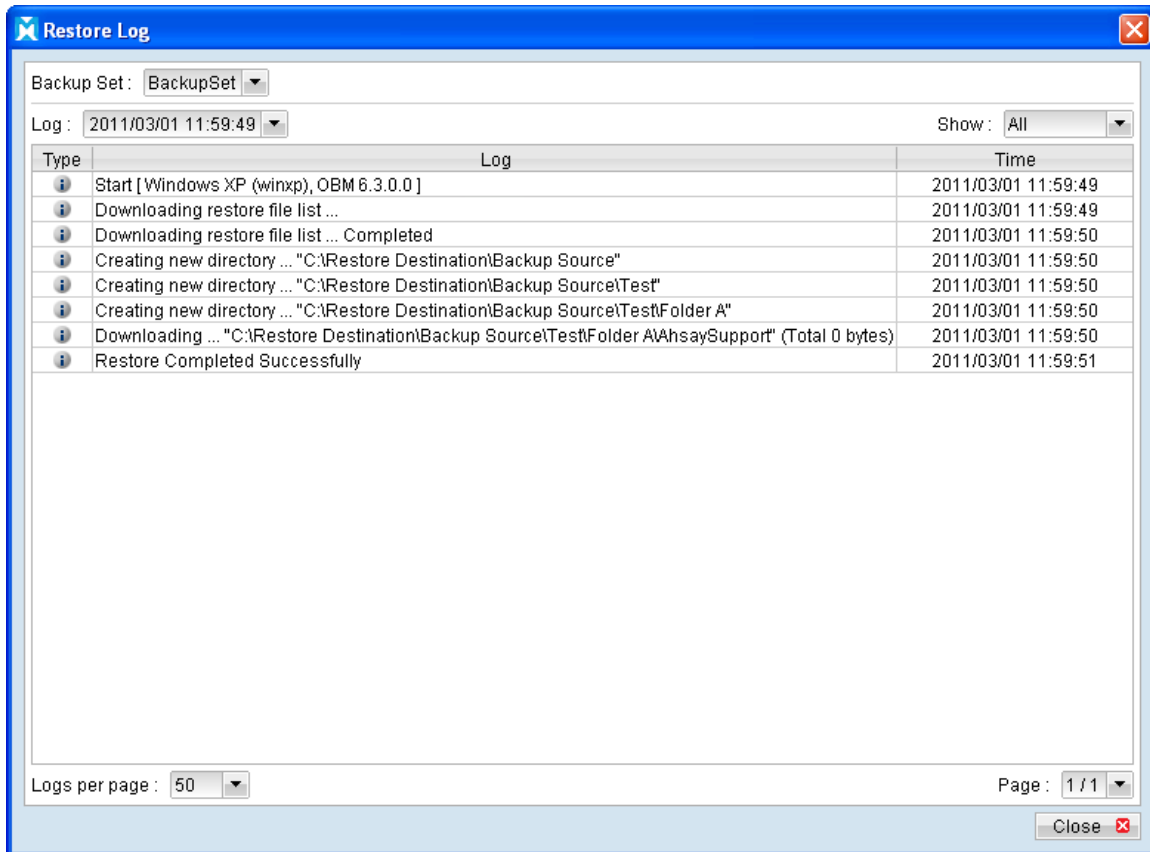 Restore Log
Backup Set : BackupSet
Log : 2011/03/01 11:59:49 Show : All
Type Log Time
Start [ Windows XP (winxp), OBM 6.3.0.0 ] 2011/03/01 11:59:49
Downloading restore file list ... 2011/03/01 11:59:49
Downloading restore file list ... Completed 2011/03/01 11:59:50
Creating new directory ... "C:\Restore Destination\Backup Source" 2011/03/01 11:59:50
Creating new directory ... "C:\Restore Destination\Backup Source\Test" 2011/03/01 11:59:50
Creating new directory ... "C:\Restore Destination\Backup Source\Test\Folder A" 2011/03/01 11:59:50
Downloading ... "C:\Restore Destination\Backup Source\Test\Folder A\AhsaySupport" (Total 0 bytes) 2011/03/01 11:59:50
Restore Completed Successfully 2011/03/01 11:59:51
Logs per page : 50 Page : 1 / 1
Close